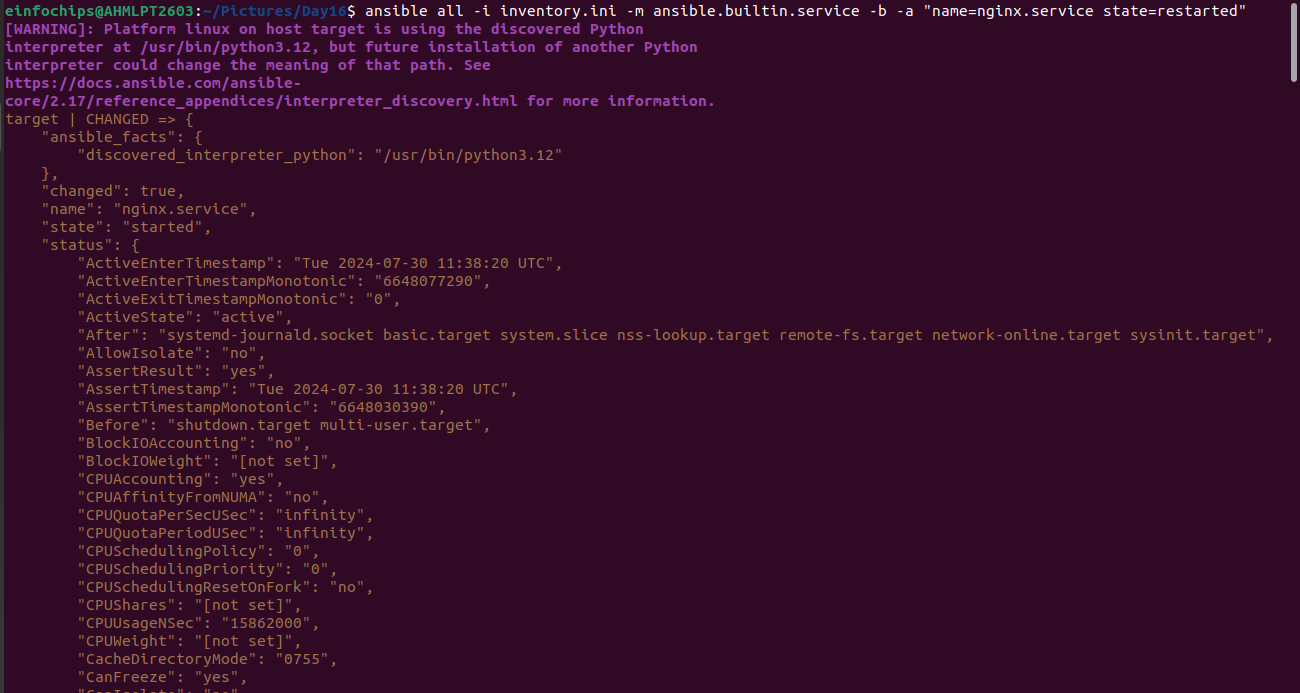 einfochips@AHMLPT2603:~/Pictures/Day16$ ansible all -i inventory.ini -m ansible.builtin.service -b -a "name=nginx.service state=restarted"
[WARNING]: Platform linux on host target is using the discovered Python
interpreter at /usr/bin/python3.12, but future installation of another Python
interpreter could change the meaning of that path. See
https://docs.ansible.com/ansible-
core/2.17/reference_appendices/interpreter_discovery.html for more information.
target | CHANGED => {
    "ansible_facts": {
        "discovered_interpreter_python": "/usr/bin/python3.12"
    },
    "changed": true,
    "name": "nginx.service",
    "state": "started",
    "status": {
        "ActiveEnterTimestamp": "Tue 2024-07-30 11:38:20 UTC",
        "ActiveEnterTimestampMonotonic": "6648077290",
        "ActiveExitTimestampMonotonic": "0",
        "ActiveState": "active",
        "After": "systemd-journald.socket basic.target system.slice nss-lookup.target remote-fs.target network-online.target sysinit.target",
        "AllowIsolate": "no",
        "AssertResult": "yes",
        "AssertTimestamp": "Tue 2024-07-30 11:38:20 UTC",
        "AssertTimestampMonotonic": "6648030390",
        "Before": "shutdown.target multi-user.target",
        "BlockIOAccounting": "no",
        "BlockIOWeight": "[not set]",
        "CPUAccounting": "yes",
        "CPUAffinityFromNUMA": "no",
        "CPUQuotaPerSecUSec": "infinity",
        "CPUQuotaPeriodUSec": "infinity",
        "CPUSchedulingPolicy": "0",
        "CPUSchedulingPriority": "0",
        "CPUSchedulingResetOnFork": "no",
        "CPUShares": "[not set]",
        "CPUUsageNSec": "15862000",
        "CPUWeight": "[not set]",
        "CacheDirectoryMode": "0755",
        "CanFreeze": "yes",